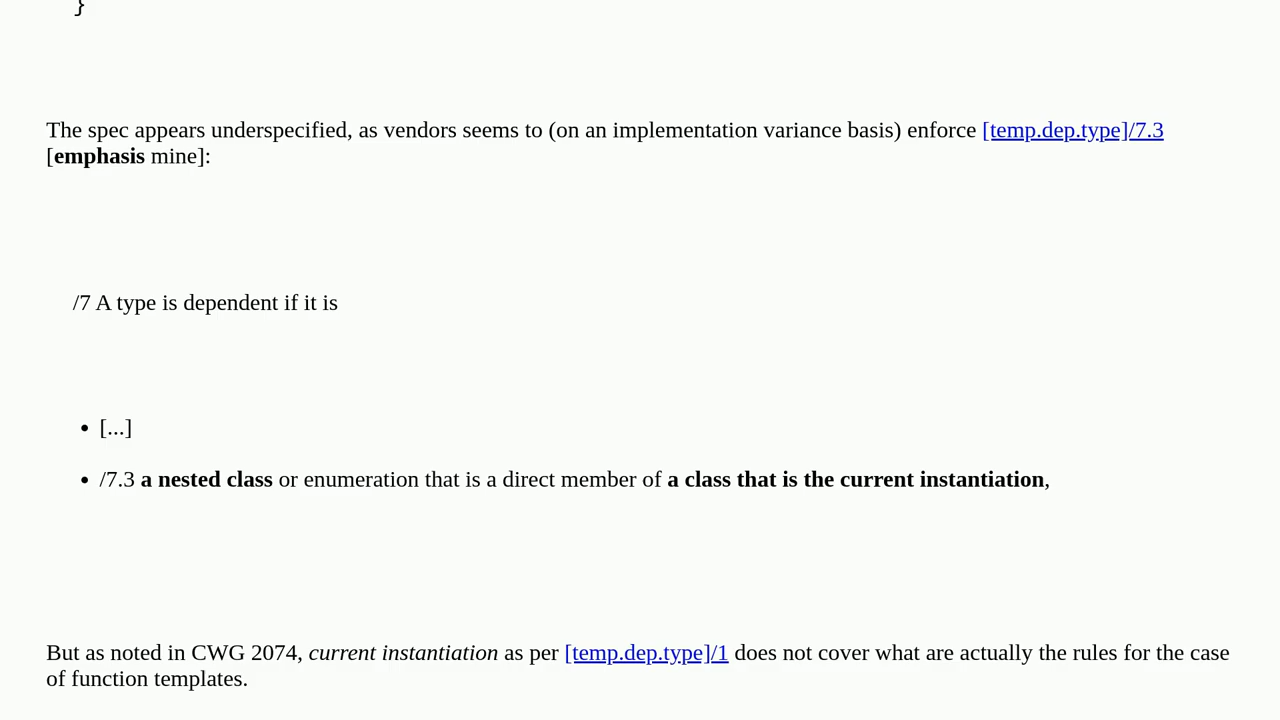 }
The spec appears underspecified, as vendors seems to (on an implementation variance basis) enforce [temp.dep.type]/7.3
[emphasis mine]:
/7 A type is dependent if it is
• [...]
• /7.3 a nested class or enumeration that is a direct member of a class that is the current instantiation,
But as noted in CWG 2074, current instantiation as per [temp.dep.type]/1 does not cover what are actually the rules for the case
of function templates.